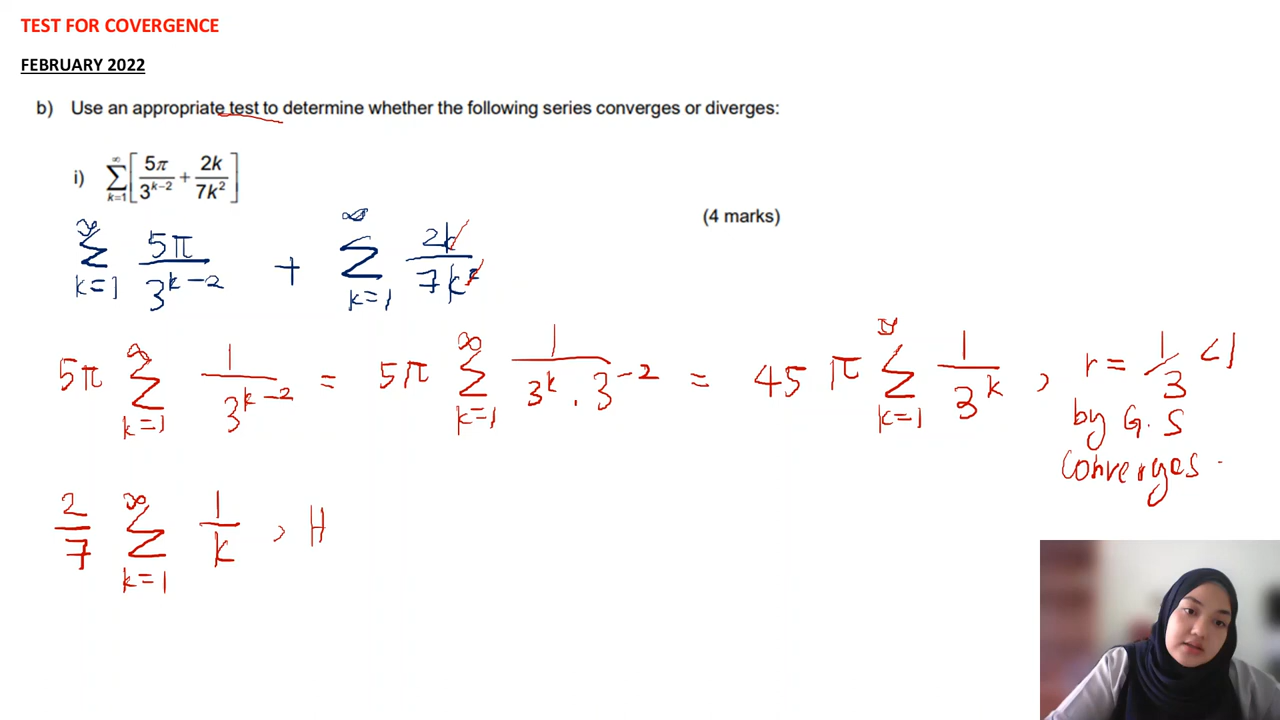 TEST FOR COVERGENCE
FEBRUARY 2022
b) Use an appropriate test to determine whether the following series converges or diverges:
i) ∞ Σ k=1 [ 5π / 3^(k−2) + 2k / 7k² ]
(4 marks)
∞ Σ k=1 5π / 3^(k−2) + ∞ Σ k=1 2k / 7k²
5π ∞ Σ k=1 1 / 3^(k−2) = 5π ∞ Σ k=1 1 / 3^k . 3^(−2) = 45 π ∞ Σ k=1 1 / 3^k , r = 1/3 <1
by G.S
converges.
2/7 ∞ Σ k=1 1/k , H